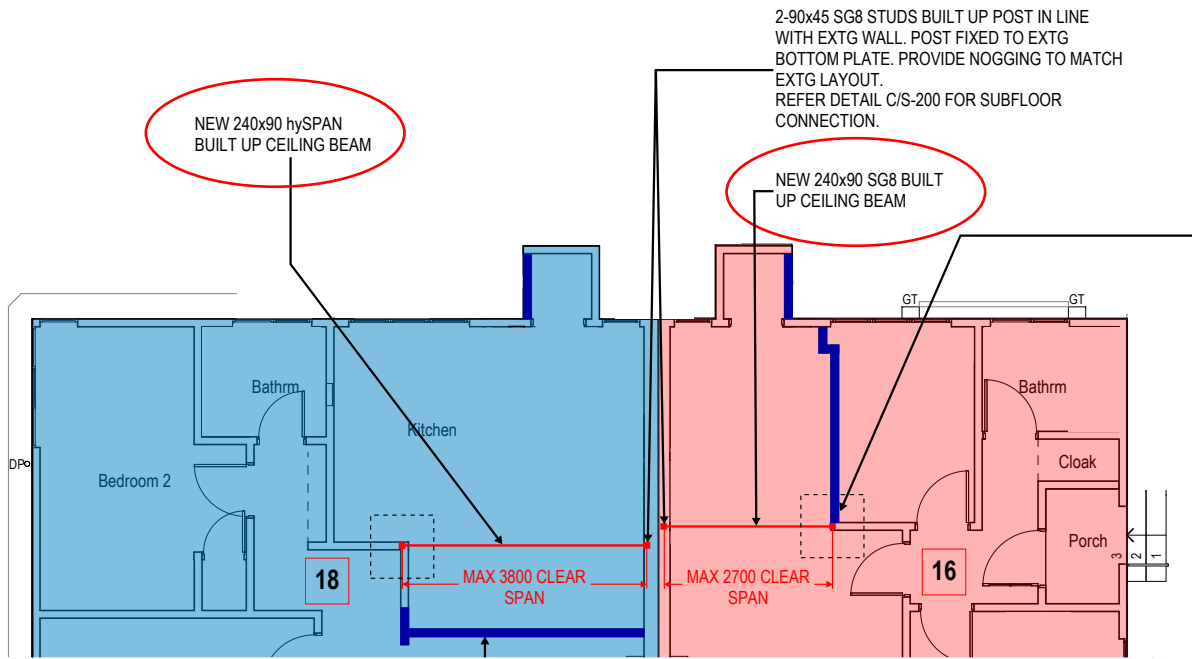 2-90x45 SG8 STUDS BUILT UP POST IN LINE
WITH EXTG WALL. POST FIXED TO EXTG
BOTTOM PLATE. PROVIDE NOGGING TO MATCH
EXTG LAYOUT.
REFER DETAIL C/S-200 FOR SUBFLOOR
CONNECTION.
NEW 240x90 hySPAN
BUILT UP CEILING BEAM
NEW 240x90 SG8 BUILT
UP CEILING BEAM
GT
GT
Bathrm
Kitchen
Bathrm
Bedroom 2
DP
Cloak
Porch
3
2
1
18
MAX 3800 CLEAR
SPAN
MAX 2700 CLEAR
SPAN
16